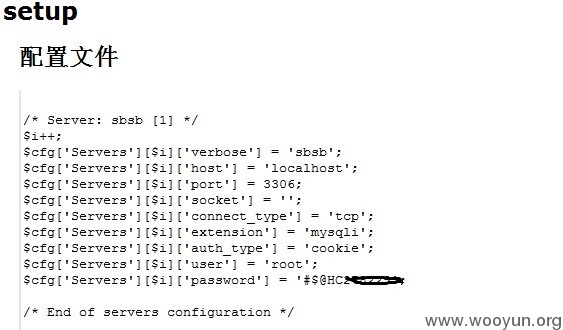 setup
配置文件
/* Server: sbsb [1] */
$i++;
$cfg['Servers'][$i]['verbose'] = 'sbsb';
$cfg['Servers'][$i]['host'] = 'localhost';
$cfg['Servers'][$i]['port'] = 3306;
$cfg['Servers'][$i]['socket'] = '';
$cfg['Servers'][$i]['connect_type'] = 'tcp';
$cfg['Servers'][$i]['extension'] = 'mysqli';
$cfg['Servers'][$i]['auth_type'] = 'cookie';
$cfg['Servers'][$i]['user'] = 'root';
$cfg['Servers'][$i]['password'] =
/* End of servers configuration */
www.wooyun.org